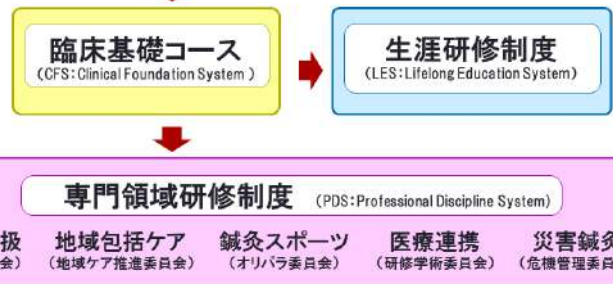 臨床基礎コース
(CFS:Clinical Foundation System )
生涯研修制度
(LES:Lifelong Education System)
専門領域研修制度 (PDS:Professional Discipline System)
扱 地域包括ケア 鍼灸スポーツ 医療連携 災害鍼灸
会) (地域ケア推進委員会) (オリパラ委員会) (研修学術委員会) (危機管理委員